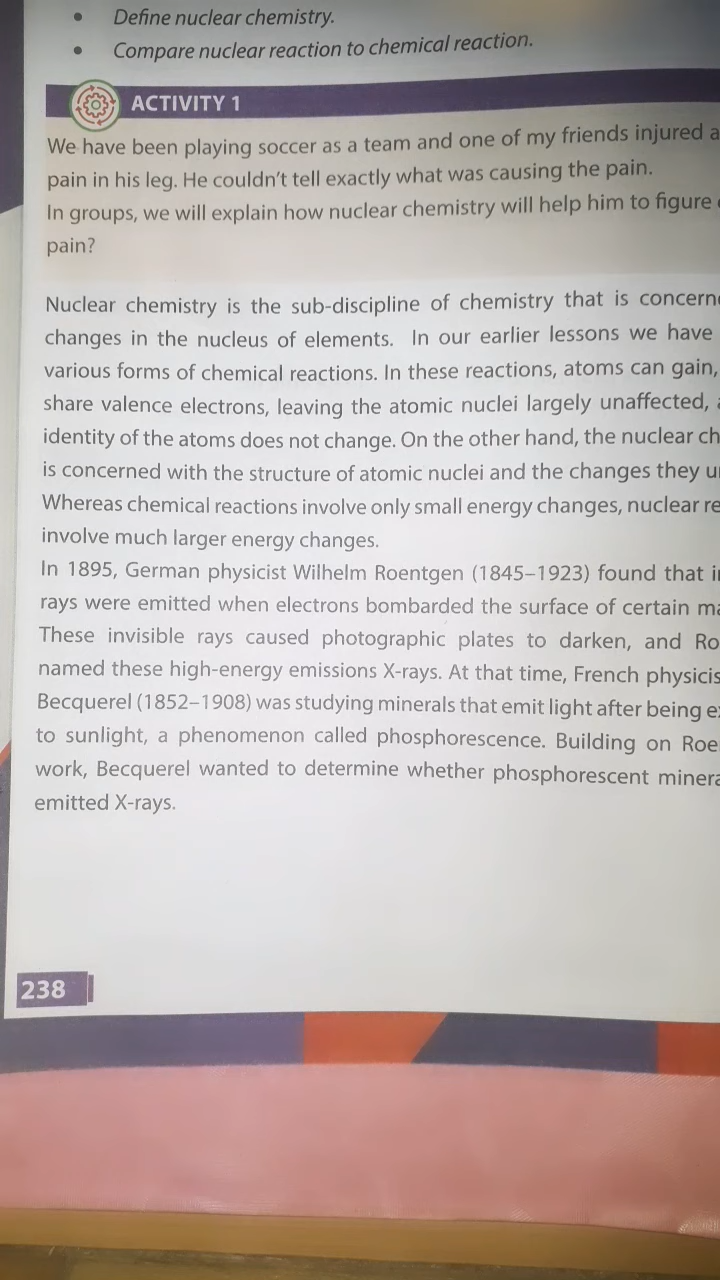 • Define nuclear chemistry.
• Compare nuclear reaction to chemical reaction.
ACTIVITY 1
We have been playing soccer as a team and one of my friends injured a
pain in his leg. He couldn't tell exactly what was causing the pain.
In groups, we will explain how nuclear chemistry will help him to figure
pain?
Nuclear chemistry is the sub-discipline of chemistry that is concern
changes in the nucleus of elements. In our earlier lessons we have
various forms of chemical reactions. In these reactions, atoms can gain,
share valence electrons, leaving the atomic nuclei largely unaffected,
identity of the atoms does not change. On the other hand, the nuclear ch
is concerned with the structure of atomic nuclei and the changes they u
Whereas chemical reactions involve only small energy changes, nuclear re
involve much larger energy changes.
In 1895, German physicist Wilhelm Roentgen (1845–1923) found that i
rays were emitted when electrons bombarded the surface of certain ma
These invisible rays caused photographic plates to darken, and Ro
named these high-energy emissions X-rays. At that time, French physicis
Becquerel (1852–1908) was studying minerals that emit light after being e
to sunlight, a phenomenon called phosphorescence. Building on Roe
work, Becquerel wanted to determine whether phosphorescent minera
emitted X-rays.
238